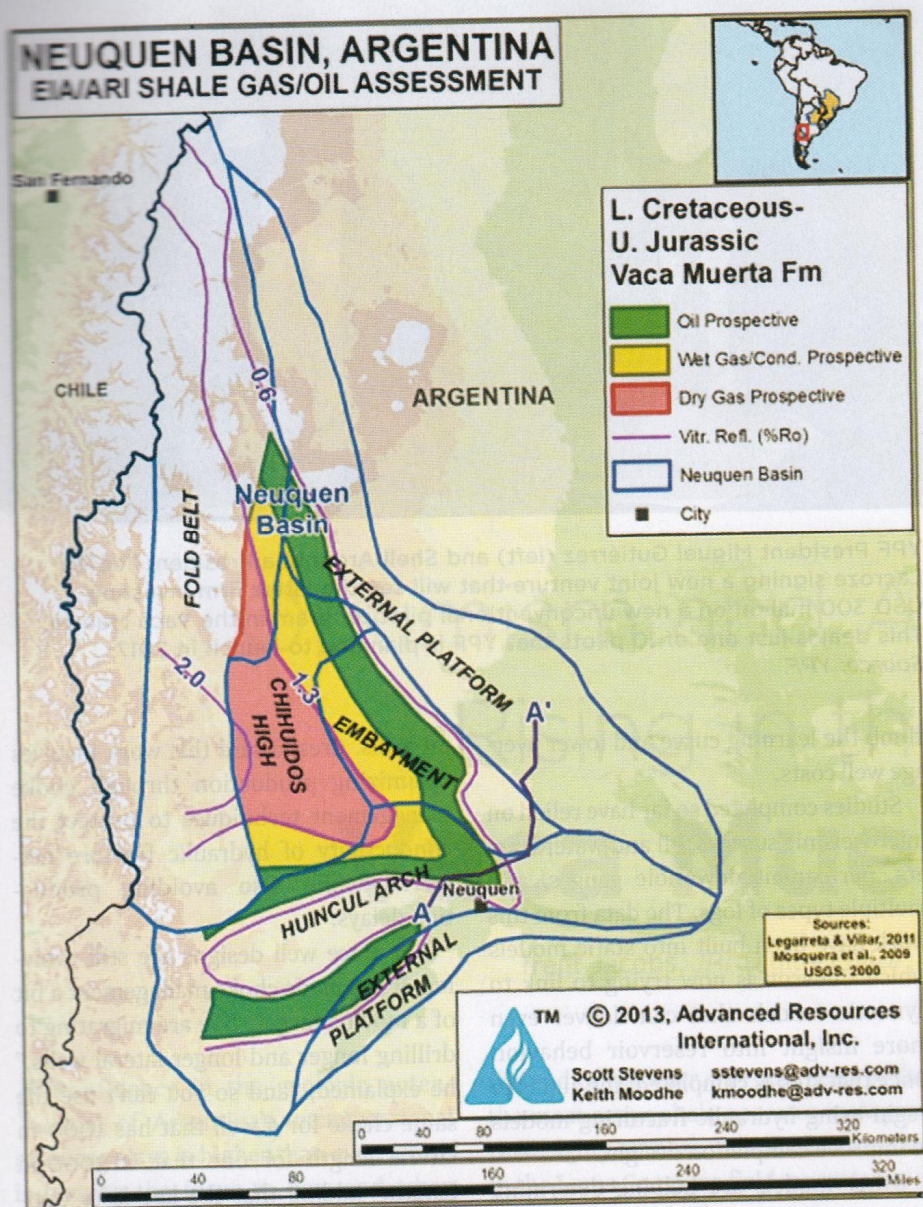 NEUQUEN BASIN, ARGENTINA
EIA/ARI SHALE GAS/OIL ASSESSMENT
San Fernando
CHILE
ARGENTINA
L. Cretaceous-
U. Jurassic
Vaca Muerta Fm
Oil Prospective
Wet Gas/Cond. Prospective
Dry Gas Prospective
Vitr. Refl. (%Ro)
Neuquen Basin
City
0.6
Neuquen
Basin
FOLD BELT
EXTERNAL PLATFORM
2.0
1.3
CHIHUIDOS
HIGH
EMBAYMENT
A'
HUINCUL ARCH
A
Neuquen
EXTERNAL
PLATFORM
Sources:
Legarreta & Villar, 2011
Mosquera et al., 2009
USGS, 2000
TM
© 2013, Advanced Resources
International, Inc.
Scott Stevens sstevens@adv-res.com
Keith Moodhe kmoodhe@adv-res.com
0 40 80 160 240 320
Kilometers
0 40 80 160 240 320
Miles